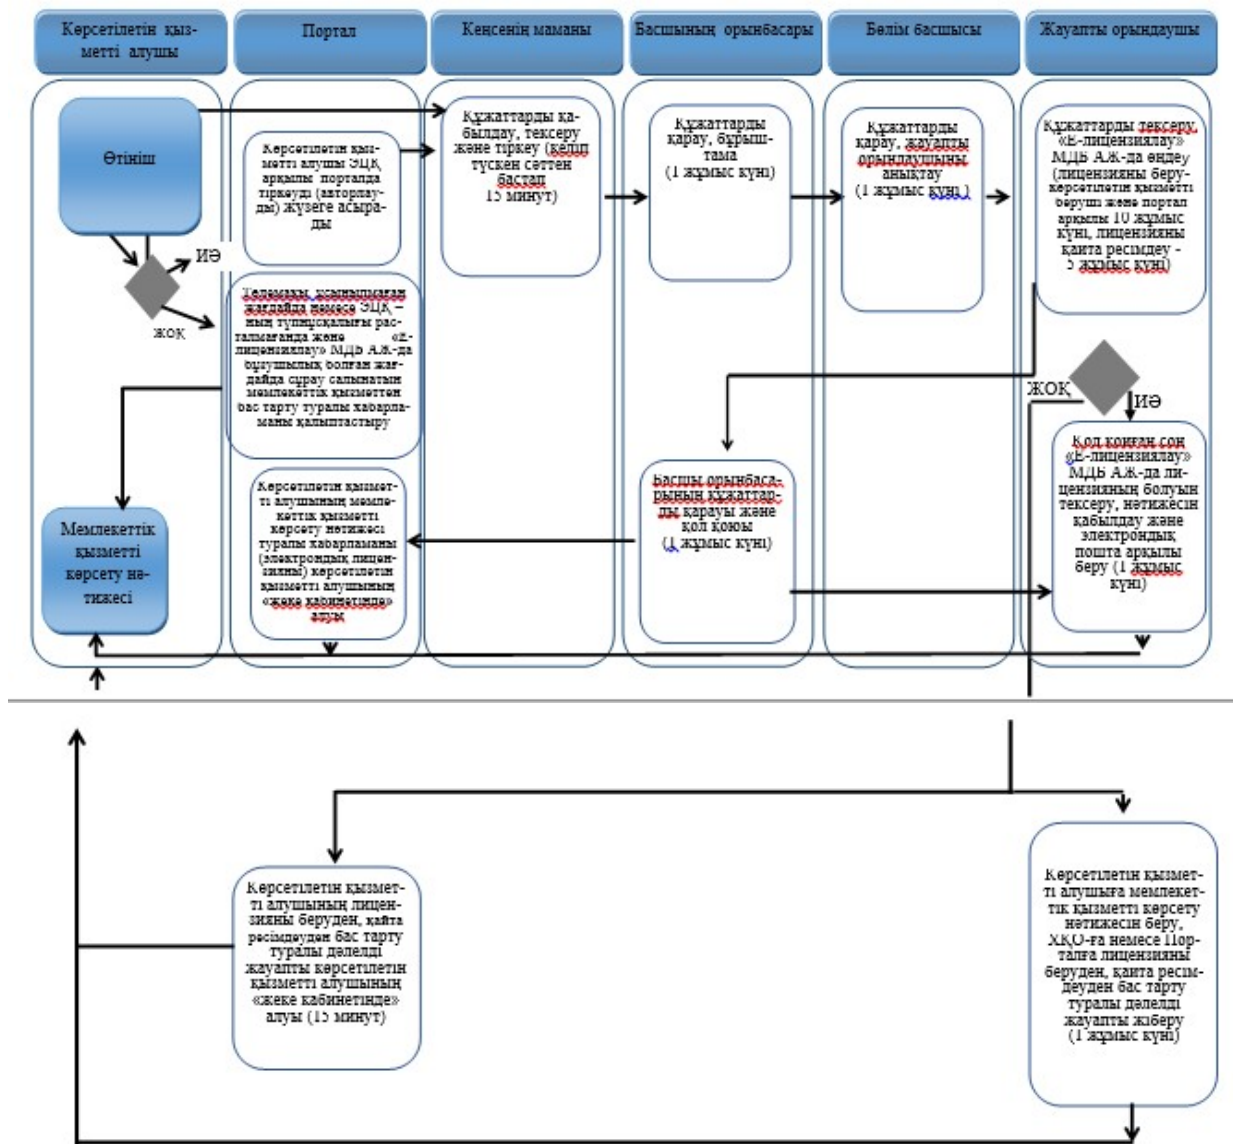 Көрсетілетін қыз-
метті алушы
Портал
Кеңсенің маманы
Басшының орынбасары
Бөлім басшысы
Жауапты орындаушы
Өтініш
ИӘ
ЖОҚ
Мемлекеттік
қызметті
көрсету нә-
тижесі
Көрсетілетін қыз-
метті алушы ЭЦҚ
арқылы порталда
тіркеуді (авторлау-
ды) жүзеге асыра-
ды
Төлемақы ұсынылмаған
жағдайда немесе ЭЦҚ –
ның түпнұсқалығы рас-
талмағанда және «Е-
лицензиялау» МДБ АЖ-да
бұзушылық болған жағ-
дайда сұрау салынатын
мемлекеттік қызметтен
бас тарту туралы хабарла-
маны қалыптастыру
Көрсетілетін қызмет-
ті алушының мемле-
кеттік қызметті
көрсету нәтижесі
туралы хабарламаны
(электрондық лицен-
зияны) көрсетілетін
қызметті алушының
«жеке кабинетінде»
алуы
Құжаттарды қа-
былдау, тексеру
және тіркеу (келіп
түскен сәттен
бастап
15 минут)
Құжаттарды
қарау, бұрыш-
тама
(1 жұмыс күні)
Басшы орынбаса-
рының құжаттар-
ды қарауы және
қол қоюы
(1 жұмыс күні)
Құжаттарды
қарау, жауапты
орындаушыны
анықтау
(1 жұмыс күні )
Құжаттарды тексеру,
«Е-лицензиялау»
МДБ АЖ-да өңдеу
(лицензияны беру-
көрсетілетін қызметті
беруші және портал
арқылы 10 жұмыс
күні, лицензияны
қайта ресімдеу -
5 жұмыс күні)
ЖОҚ
ИӘ
Қол қойған соң
«Е-лицензиялау»
МДБ АЖ-да ли-
цензияның болуын
тексеру, нәтижесін
қабылдау және
электрондық
пошта арқылы
беру (1 жұмыс
күні)
Көрсетілетін қызмет-
ті алушының лицен-
зияны беруден, қайта
ресімдеуден бас тарту
туралы дәлелді
жауапты көрсетілетін
қызметті алушының
«жеке кабинетінде»
алуы (15 минут)
Көрсетілетін қызмет-
ті алушыға мемлекет-
тік қызметті көрсету
нәтижесін беру,
ХҚО-ға немесе Пор-
талға лицензияны
беруден, қайта ресім-
деуден бас тарту
туралы дәлелді
жауапты жіберу
(1 жұмыс күні)